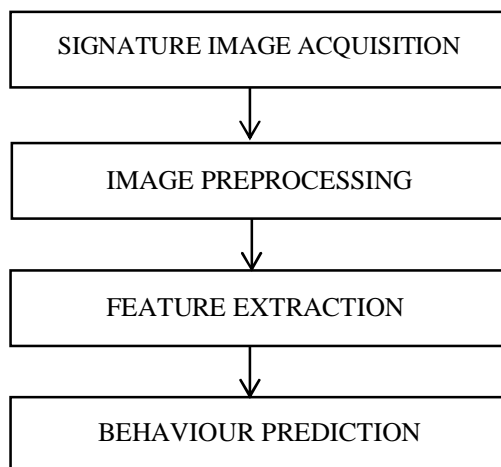 SIGNATURE IMAGE ACQUISITION
IMAGE PREPROCESSING
FEATURE EXTRACTION
BEHAVIOUR PREDICTION